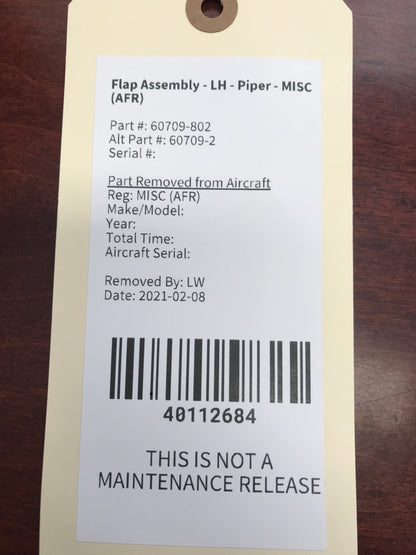 Flap Assembly - LH - Piper - MISC
(AFR)
Part #: 60709-802
Alt Part #: 60709-2
Serial #:
Part Removed from Aircraft
Reg: MISC (AFR)
Make/Model:
Year:
Total Time:
Aircraft Serial:
Removed By: LW
Date: 2021-02-08
40112684
THIS IS NOT A
MAINTENANCE RELEASE